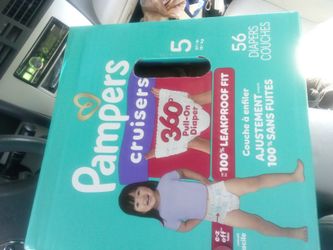 Pampers
cruisers
360°
Pull-On
Diaper
5
56
DIAPERS
COUCHES
100% LEAKPROOF FIT
Couche à enfiler
AJUSTEMENT
100% SANS FUITES